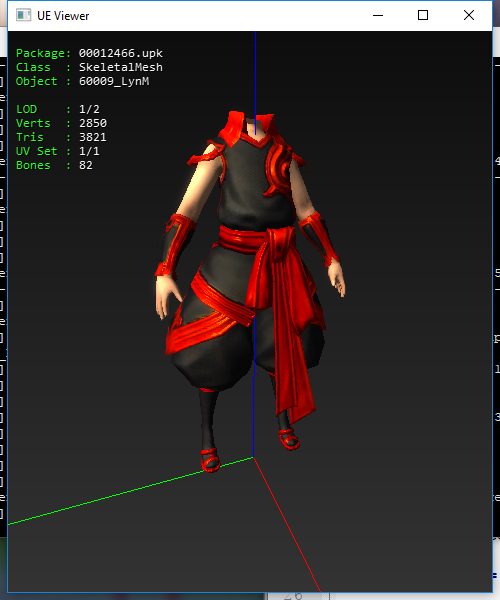 UE Viewer
Package: 00012466.upk
Class : SkeletalMesh
Object : 60009_LynM
LOD : 1/2
Verts : 2850
Tris : 3821
UV Set : 1/1
Bones : 82